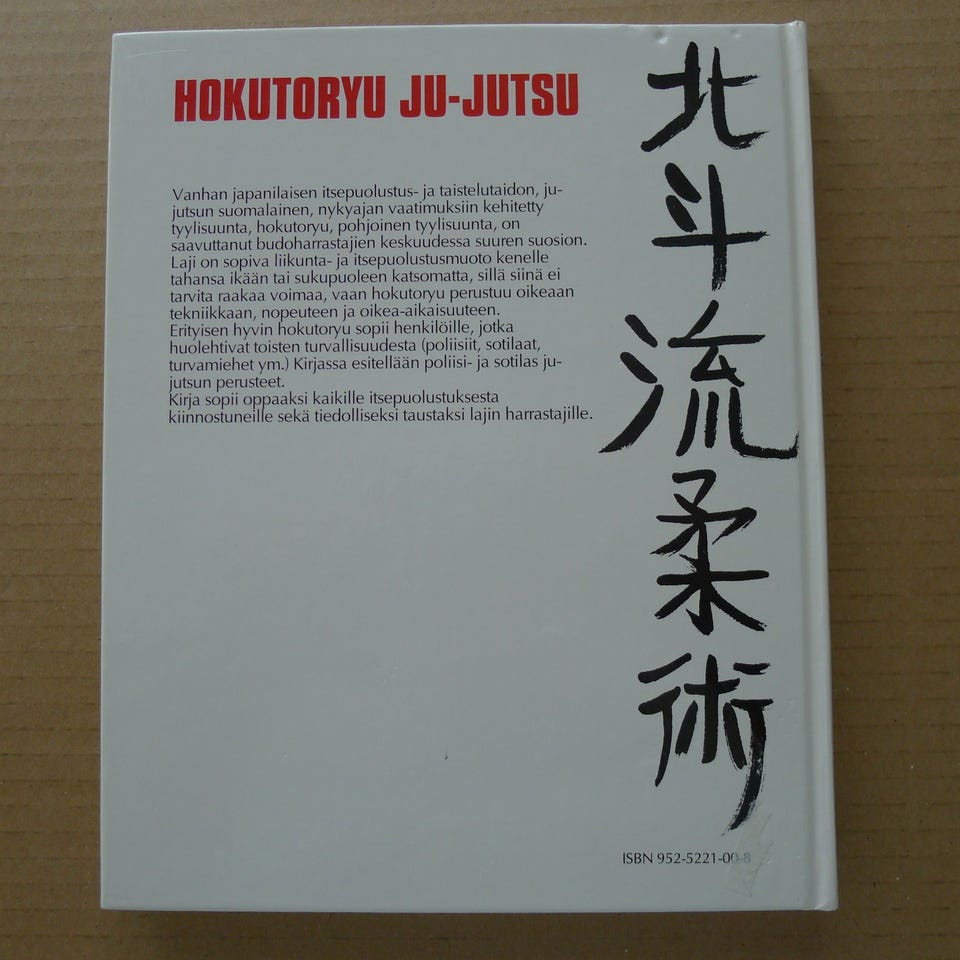 HOKUTORYU JU-JUTSU
Vanhan japanilaisen itsepuolustus- ja taistelutaidon, ju-
jutsun suomalainen, nykyajan vaatimuksiin kehitetty
tyylisuunta, hokutoryu, pohjoinen tyylisuunta, on
saavuttanut budoharrastajien keskuudessa suuren suosion.
Laji on sopiva liikunta- ja itsepuolustusmuoto kenelle
tahansa ikään tai sukupuoleen katsomatta, sillä siinä ei
tarvita raakaa voimaa, vaan hokutoryu perustuu oikeaan
tekniikkaan, nopeuteen ja oikea-aikaisuuteen.
Erityisen hyvin hokutoryu sopii henkilöille, jotka
huolehtivat toisten turvallisuudesta (poliisit, sotilaat,
turvamiehet ym.) Kirjassa esitellään poliisi- ja sotilas ju-
jutsun perusteet.
Kirja sopii oppaaksi kaikille itsepuolustuksesta
kiinnostuneille sekä tiedolliseksi taustaksi lajin harrastajille.
北斗流柔術
ISBN 952-5221-00-8